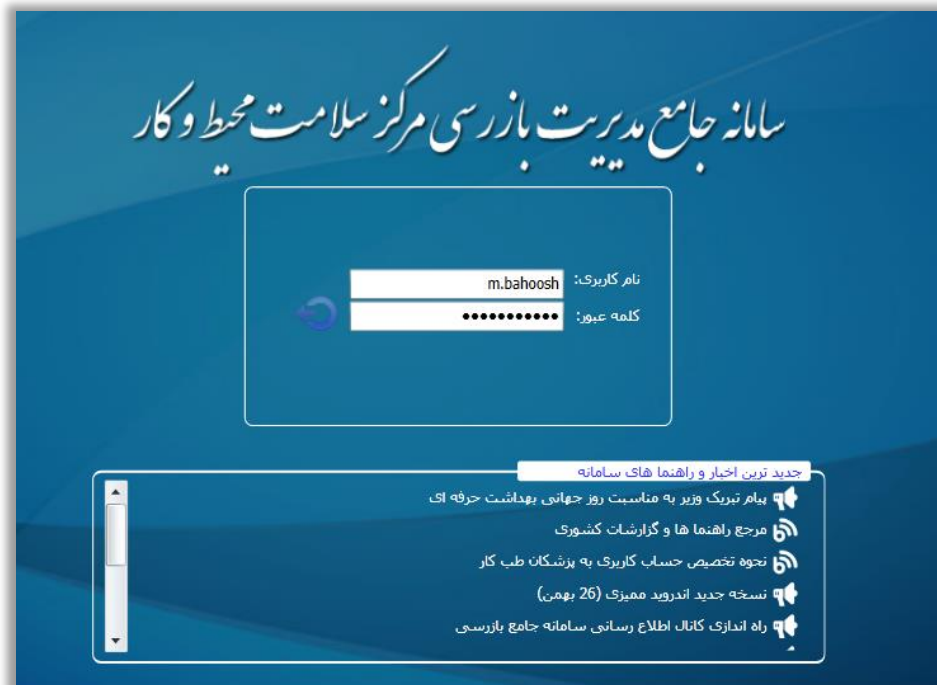 سامانه جامع مدیریت بازرسی مرکز سلامت محیط و کار
نام کاربری: m.bahoosh
کلمه عبور: •••••••••••
جدید ترین اخبار و راهنما های سامانه
پیام تبریک وزیر به مناسبت روز جهانی بهداشت حرفه ای
مرجع راهنما ها و گزارشات کشوری
نحوه تخصیص حساب کاربری به پزشکان طب کار
نسخه جدید اندروید ممیزی (26 بهمن)
راه اندازی کانال اطلاع رسانی سامانه جامع بازرسی